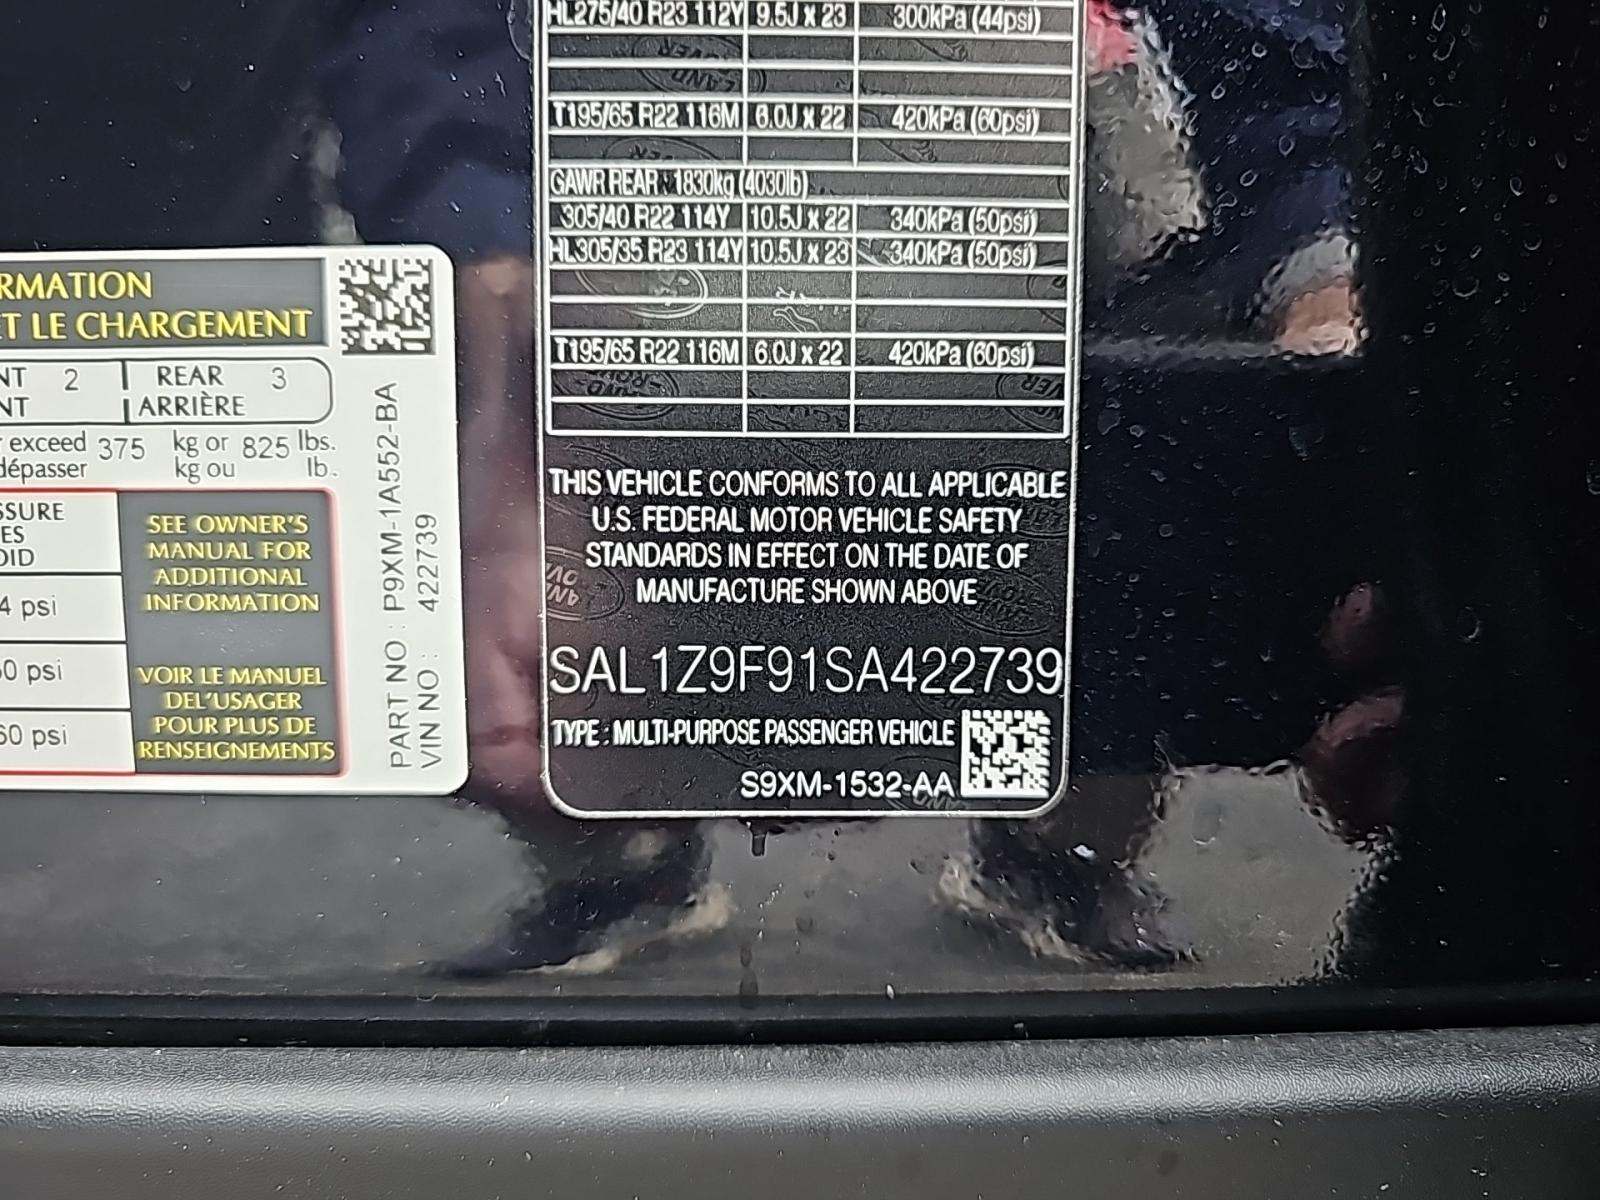 RMATION
ET LE CHARGEMENT
NT 2 REAR 3
NT ARRIÈRE
exceed 375 kg or 825 lbs.
dépasser kg ou lb.
SSURE
ES
OID
4 psi
50 psi
60 psi
SEE OWNER'S
MANUAL FOR
ADDITIONAL
INFORMATION
VOIR LE MANUEL
DEL'USAGER
POUR PLUS DE
RENSEIGNEMENTS
PART NO : P9XM-1A552-BA
VIN NO : 422739
HL275/40 R23 112Y 9.5J x 23 300kPa (44psi)
T195/65 R22 116M 6.0J x 22 420kPa (60psi)
GAWR REAR 1830kg (4030lb)
305/40 R22 114Y 10.5J x 22 340kPa (50psi)
HL305/35 R23 114Y 10.5J x 23 340kPa (50psi)
T195/65 R22 116M 6.0J x 22 420kPa (60psi)
THIS VEHICLE CONFORMS TO ALL APPLICABLE
U.S. FEDERAL MOTOR VEHICLE SAFETY
STANDARDS IN EFFECT ON THE DATE OF
MANUFACTURE SHOWN ABOVE
SAL1Z9F91SA422739
TYPE : MULTI-PURPOSE PASSENGER VEHICLE
S9XM-1532-AA